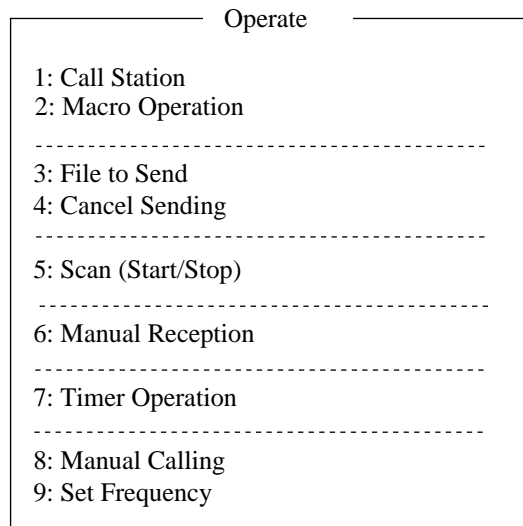 Operate
1: Call Station
2: Macro Operation
3: File to Send
4: Cancel Sending
5: Scan (Start/Stop)
6: Manual Reception
7: Timer Operation
8: Manual Calling
9: Set Frequency